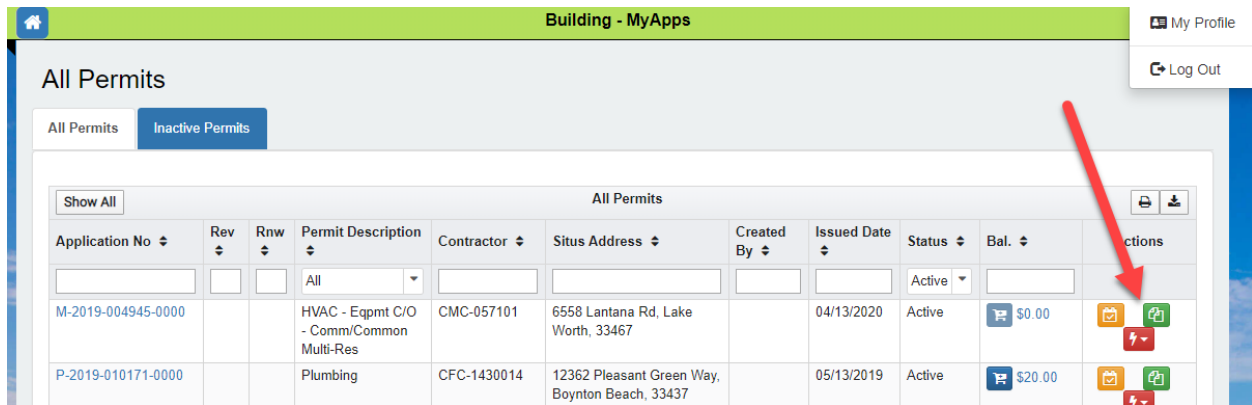 Building - MyApps
My Profile
Log Out
All Permits
All Permits
Inactive Permits
Show All
All Permits
Application No
Rev
Rnw
Permit Description
Contractor
Situs Address
Created
By
Issued Date
Status
Bal.
ctions
All
Active
M-2019-004945-0000
HVAC - Eqpmt C/O
- Comm/Common
Multi-Res
CMC-057101
6558 Lantana Rd, Lake
Worth, 33467
04/13/2020
Active
$0.00
P-2019-010171-0000
Plumbing
CFC-1430014
12362 Pleasant Green Way,
Boynton Beach, 33437
05/13/2019
Active
$20.00